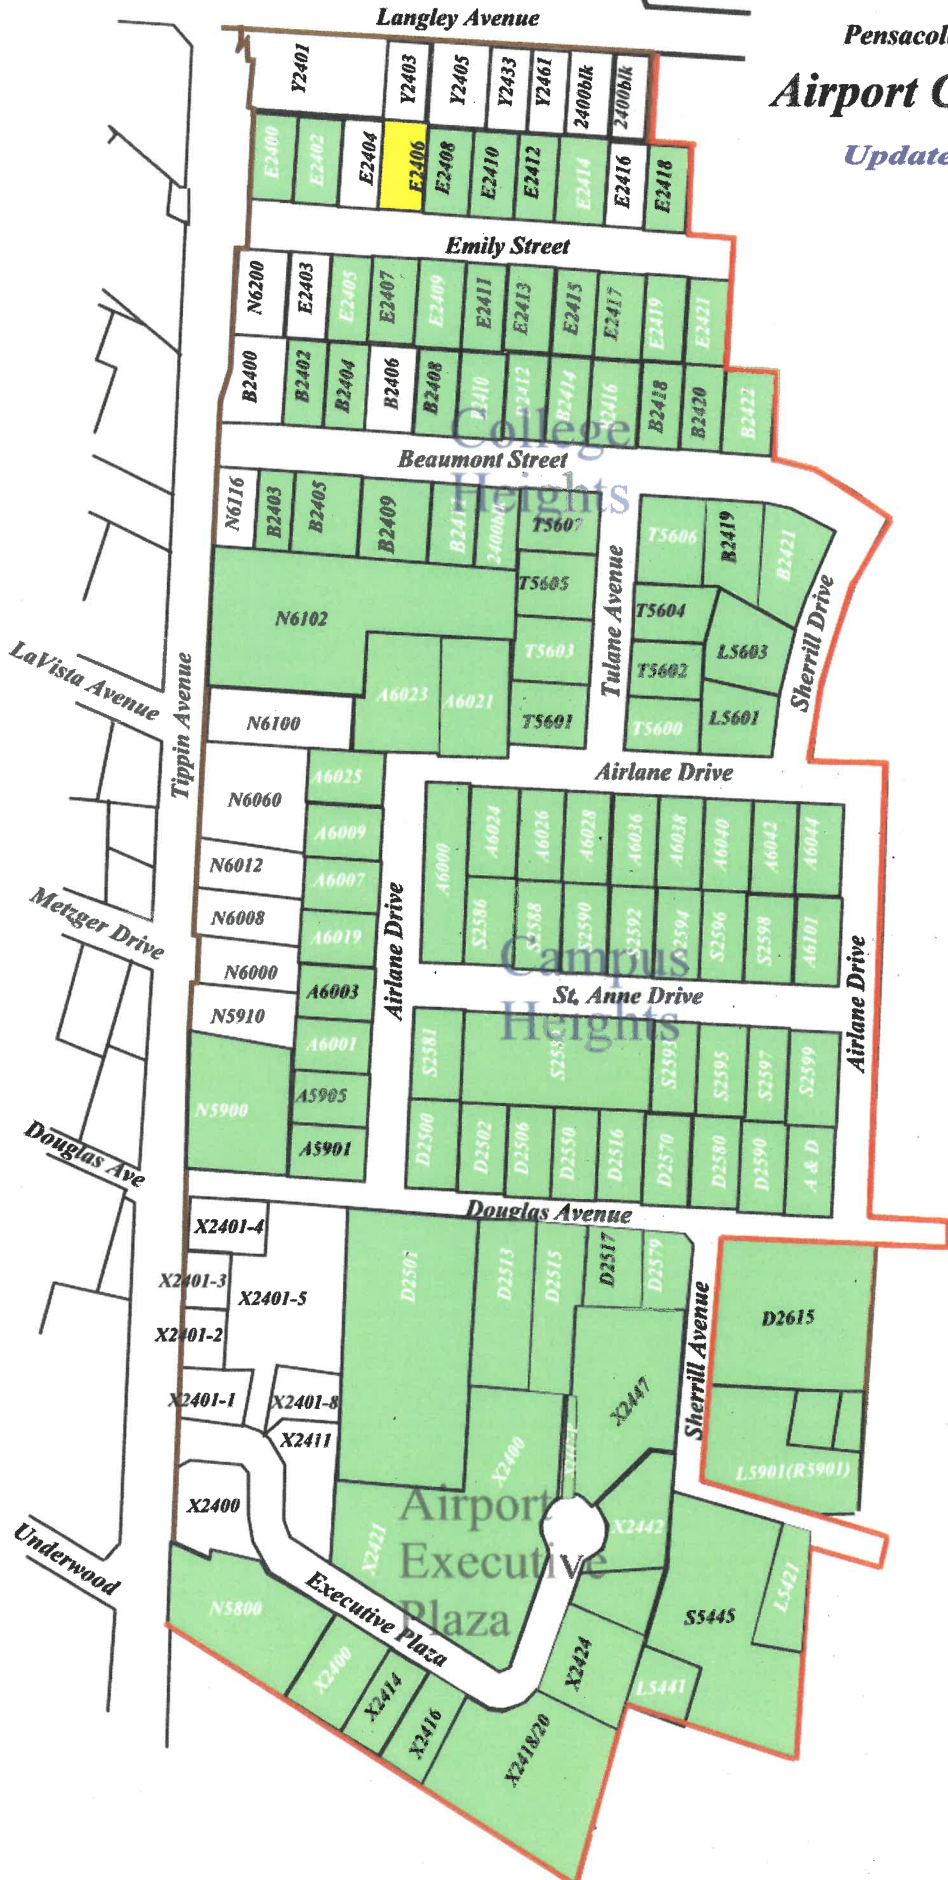 Langley Avenue
Pensacol
Airport C
Update
Y2401
Y2403
Y2405
Y2433
Y2461
2400blk
2400blk
E2400
E2402
E2404
E2406
E2408
E2410
E2412
E2414
E2416
E2418
Emily Street
N6200
E2403
E2405
E2407
E2409
E2411
E2413
E2415
E2417
E2419
E2421
B2400
B2402
B2404
B2406
B2408
B2410
B2412
B2414
B2416
B2418
B2420
B2422
College
Heights
Beaumont Street
N6116
B2403
B2405
B2409
2400bl
T5607
T5606
B2419
B2421
T5605
N6102
T5604
T5603
L5603
T5602
Tulane Avenue
Sherrill Drive
A6023
A6021
T5601
T5600
L5601
LaVista Avenue
Tippin Avenue
N6100
Airlane Drive
A6025
N6060
A6009
N6012
A6007
N6008
A6019
N6000
A6003
N5910
A6001
N5900
A5905
A5901
Airlane Drive
A6000
A6024
A6026
A6028
A6036
A6038
A6040
A6042
A6044
S2586
S2588
S2590
S2592
S2594
S2596
S2598
A6101
Campus
Heights
St. Anne Drive
Airlane Drive
Metzger Drive
S2581
S258
S2593
S2595
S2597
S2599
D2500
D2502
D2506
D2550
D2516
D2570
D2580
D2590
A & D
Douglas Ave
Douglas Avenue
X2401-4
X2401-3
X2401-5
X2401-2
X2401-1
X2401-8
X2411
X2400
D2501
D2513
D2515
D2517
D2579
Sherrill Avenue
D2615
X2447
X2400
L5901(R5901)
X2421
X2442
Airport
Executive
Plaza
Underwood
Executive Plaza
N5800
X2400
X2414
X2416
X2418/20
X2424
S5445
L5421
L5441